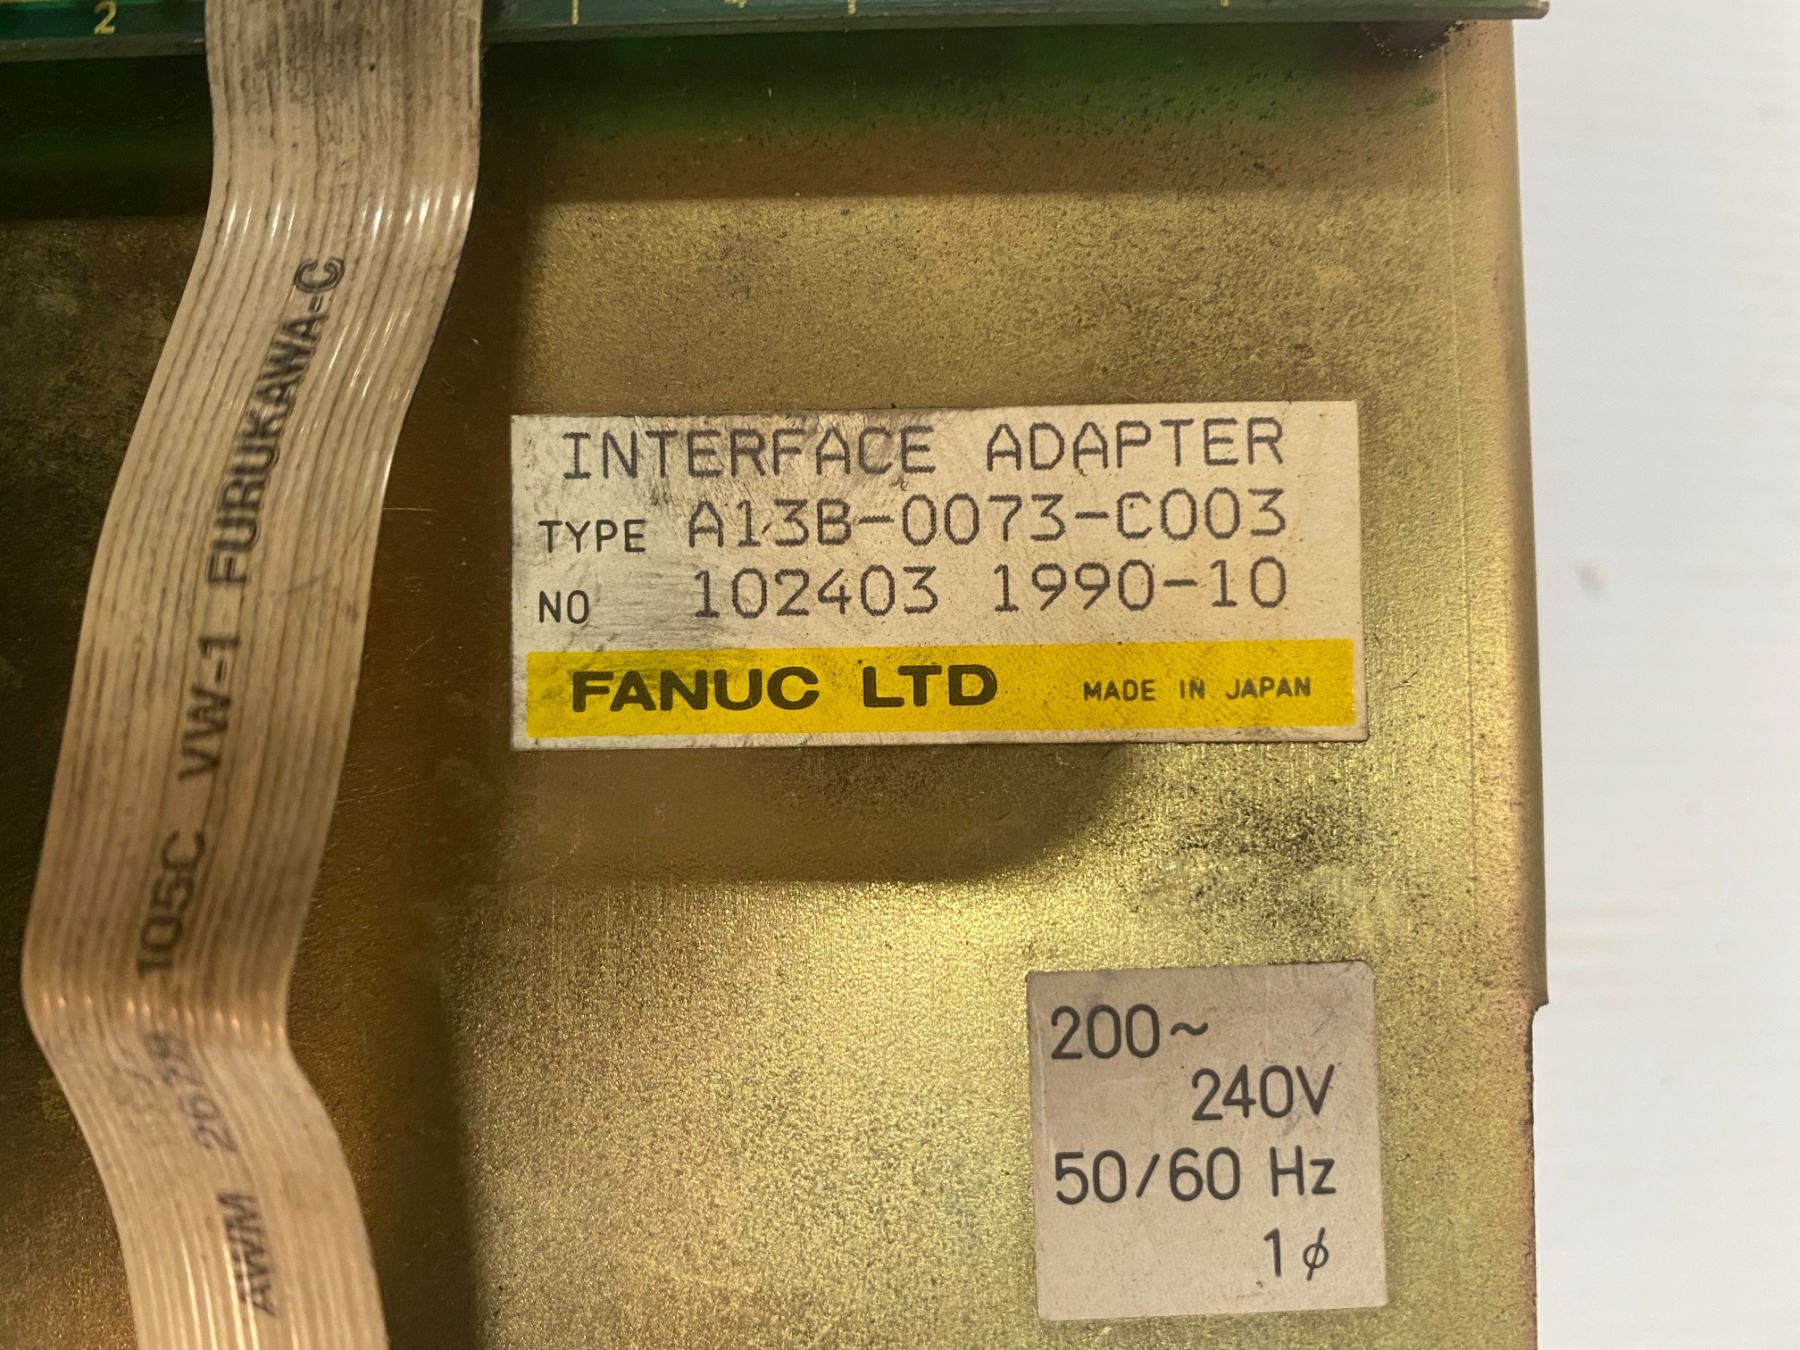 2
INTERFACE ADAPTER
TYPE A13B-0073-C003
NO 102403 1990-10
FANUC LTD MADE IN JAPAN
200~
240V
50/60 Hz
1φ
AWM 105C VW-1 FURUKAWA-C